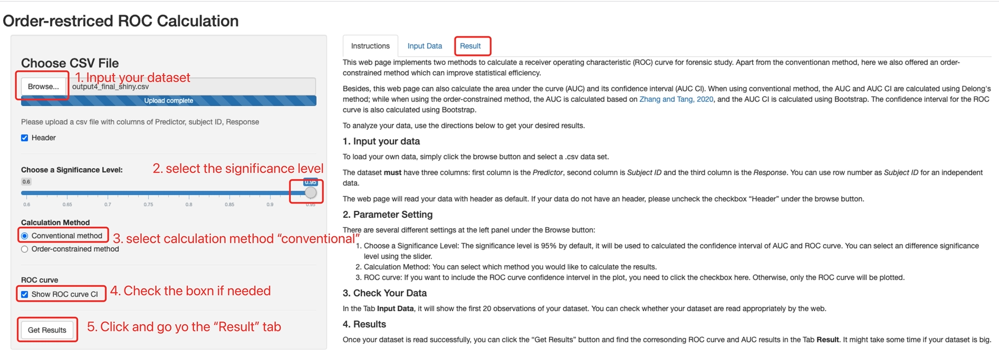 Order-restriced ROC Calculation
Choose CSV File
1. Input your dataset
Browse...
output4_final_shiny.csv
Upload complete
Please upload a csv file with columns of Predictor, subject ID, Response
Header
Choose a Significance Level:
2. select the significance level
0.6
0.95
0.6 0.65 0.7 0.75 0.8 0.85 0.9 0.95
Calculation Method
Conventional method
3. select calculation method “conventional”
Order-constrained method
ROC curve
Show ROC curve CI
4. Check the boxn if needed
Get Results
5. Click and go yo the “Result” tab
Instructions Input Data Result
This web page implements two methods to calculate a receiver operating characteristic (ROC) curve for forensic study. Apart from the conventionan method, here we also offered an order-
constrained method which can improve statistical efficiency.
Besides, this web page can also calculate the area under the curve (AUC) and its confidence interval (AUC CI). When using conventional method, the AUC and AUC CI are calculated using Delong's
method; while when using the order-constrained method, the AUC is calculated based on Zhang and Tang, 2020, and the AUC CI is calculated using Bootstrap. The confidence interval for the ROC
curve is also calculated using Bootstrap.
To analyze your data, use the directions below to get your desired results.
1. Input your data
To load your own data, simply click the browse button and select a .csv data set.
The dataset must have three columns: first column is the Predictor, second column is Subject ID and the third column is the Response. You can use row number as Subject ID for an independent
data.
The web page will read your data with header as default. If your data do not have an header, please uncheck the checkbox “Header” under the browse button.
2. Parameter Setting
There are several different settings at the left panel under the Browse button:
1. Choose a Significance Level: The significance level is 95% by default, it will be used to calculated the confidence interval of AUC and ROC curve. You can select an difference significance
level using the slider.
2. Calculation Method: You can select which method you would like to calculate the results.
3. ROC curve: If you want to include the ROC curve confidence intervel in the plot, you need to click the checkbox here. Otherwise, only the ROC curve will be plotted.
3. Check Your Data
In the Tab Input Data, it will show the first 20 observations of your dataset. You can check whether your dataset are read appropriately by the web.
4. Results
Once your dataset is read successfully, you can click the “Get Results” button and find the corresonding ROC curve and AUC results in the Tab Result. It might take some time if your dataset is big.